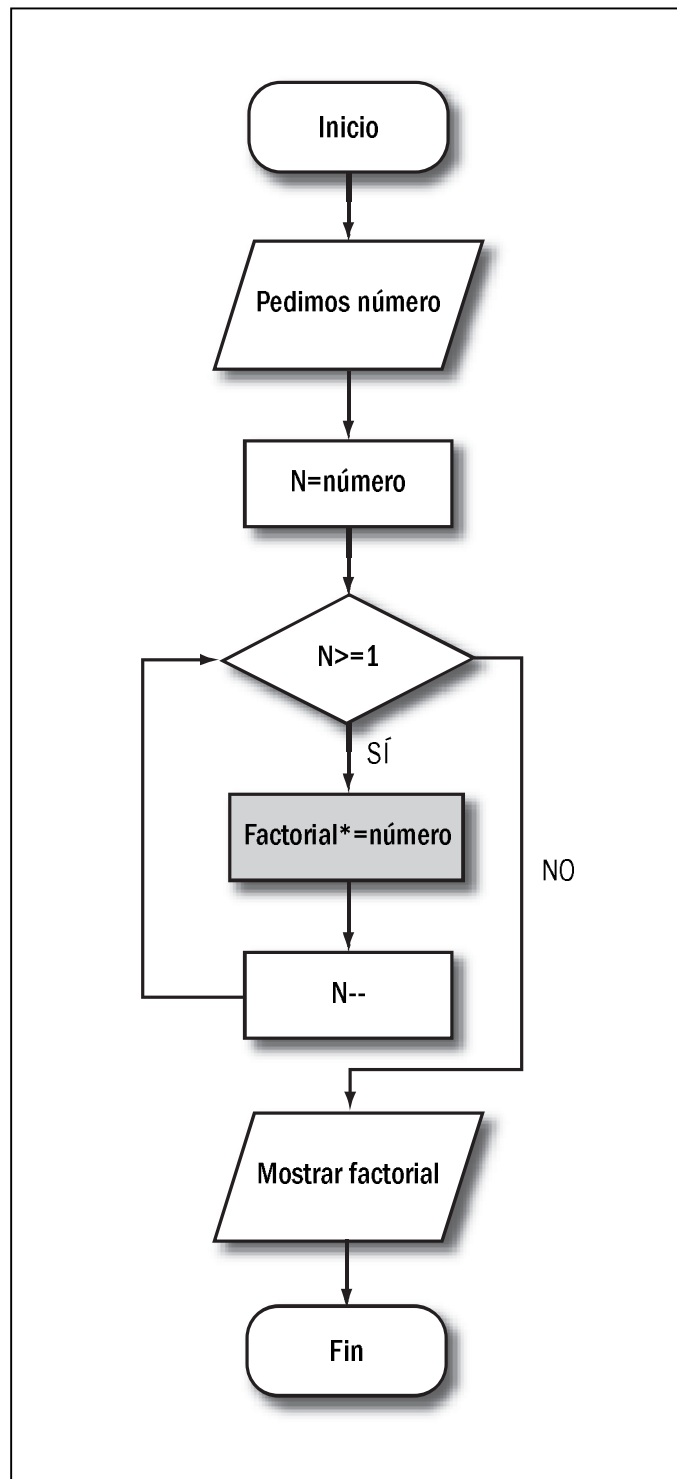 Inicio
Pedimos número
N=número
N>=1
SÍ
Factorial*=número
NO
N--
Mostrar factorial
Fin